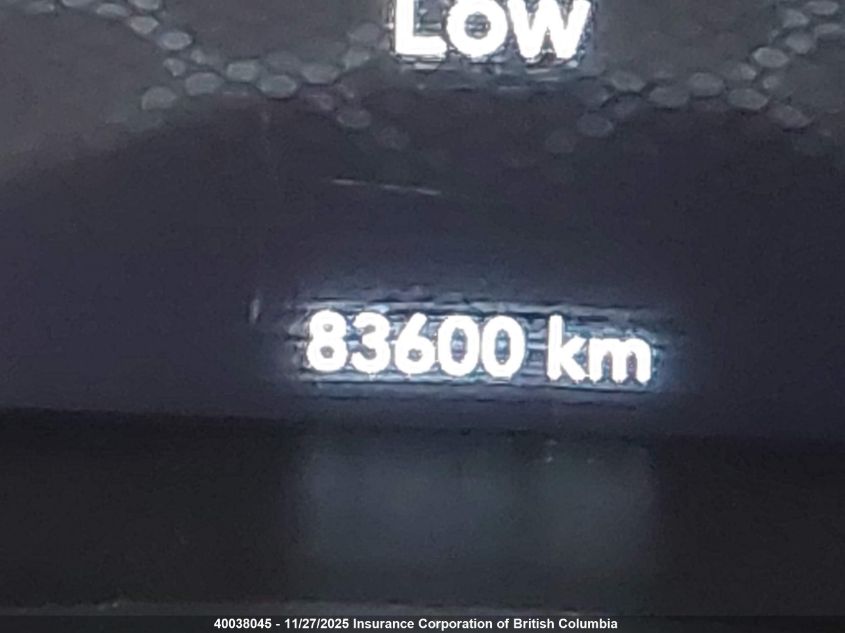 Low
83600 km
40038045 - 11/27/2025 Insurance Corporation of British Columbia